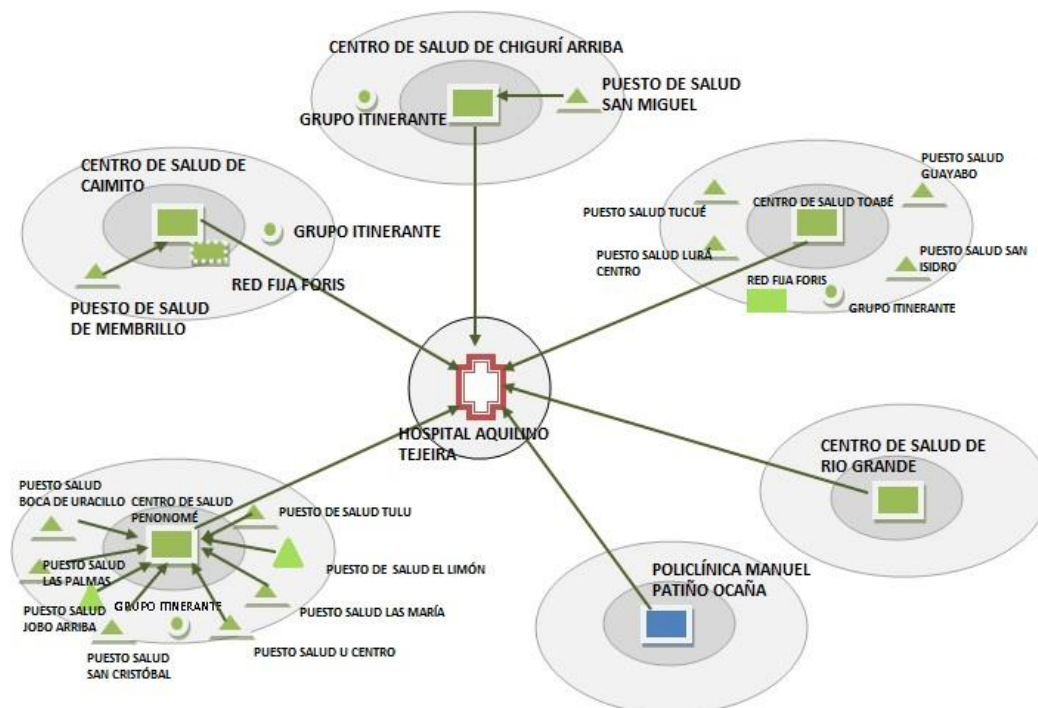 CENTRO DE SALUD DE CHIGURÍ ARRIBA
GRUPO ITINERANTE
PUESTO DE SALUD
SAN MIGUEL
CENTRO DE SALUD DE
CAIMITO
GRUPO ITINERANTE
RED FIJA FORIS
PUESTO DE SALUD
DE MEMBRILLO
PUESTO SALUD
GUAYABO
CENTRO DE SALUD TOABÉ
PUESTO SALUD TUCUÉ
PUESTO SALUD LURÁ
CENTRO
PUESTO SALUD SAN
ISIDRO
RED FIJA FORIS
GRUPO ITINERANTE
HOSPITAL AQUILINO
TEJEIRA
CENTRO DE SALUD DE
RIO GRANDE
POLICLÍNICA MANUEL
PATIÑO OCAÑA
PUESTO SALUD
BOCA DE URACILLO
CENTRO DE SALUD
PENONOMÉ
PUESTO DE SALUD TULU
PUESTO DE SALUD EL LIMÓN
PUESTO SALUD
LAS PALMAS
PUESTO SALUD
JOBO ARRIBA
GRUPO ITINERANTE
PUESTO SALUD LAS MARÍA
PUESTO SALUD U CENTRO
PUESTO SALUD
SAN CRISTÓBAL